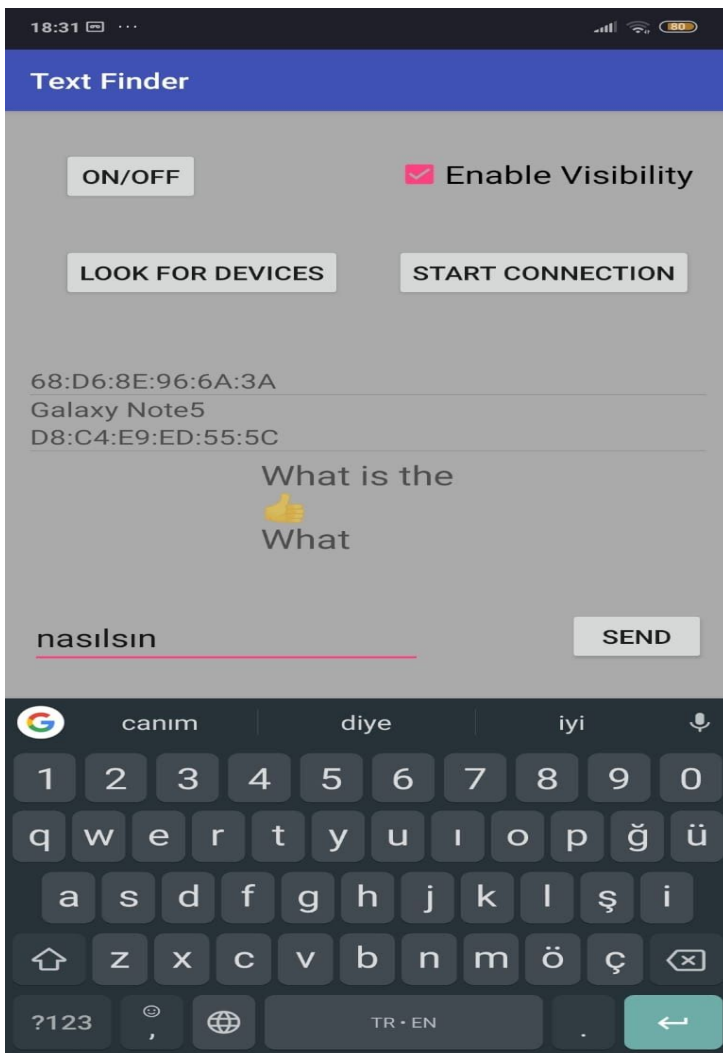 18:31 ...
80
Text Finder
ON/OFF
Enable Visibility
LOOK FOR DEVICES
START CONNECTION
68:D6:8E:96:6A:3A
Galaxy Note5
D8:C4:E9:ED:55:5C
What is the
👍
What
nasılsın
SEND
G canım diye iyi
1 2 3 4 5 6 7 8 9 0
q w e r t y u ı o p ğ ü
a s d f g h j k l ş i
z x c v b n m ö ç
?123 , TR • EN .